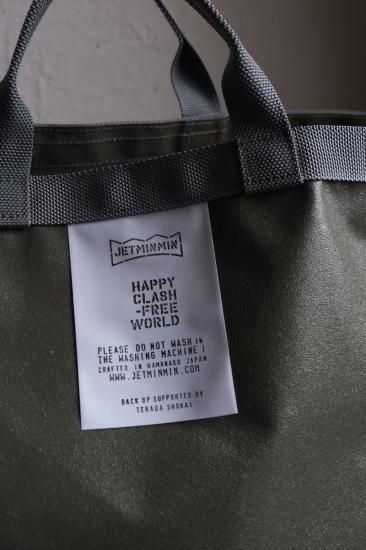 JETMINMIN
HAPPY
CLASH
-FREE
WORLD
PLEASE DO NOT WASH IN
THE WASHING MACHINE!
CRAFTED IN HAMANAKO JAPAN
WWW.JETMINMIN.COM
BACK UP SUPPORTED BY
TERADA SHOKAI